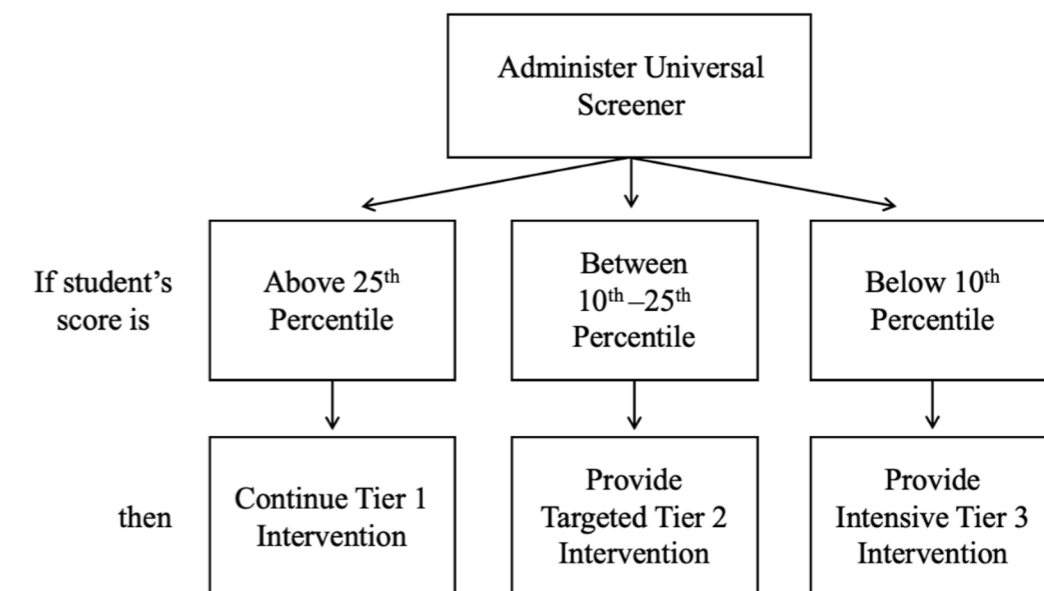 Administer Universal
Screener
If student’s
score is
Above 25th
Percentile
Between
10th –25th
Percentile
Below 10th
Percentile
then
Continue Tier 1
Intervention
Provide
Targeted Tier 2
Intervention
Provide
Intensive Tier 3
Intervention